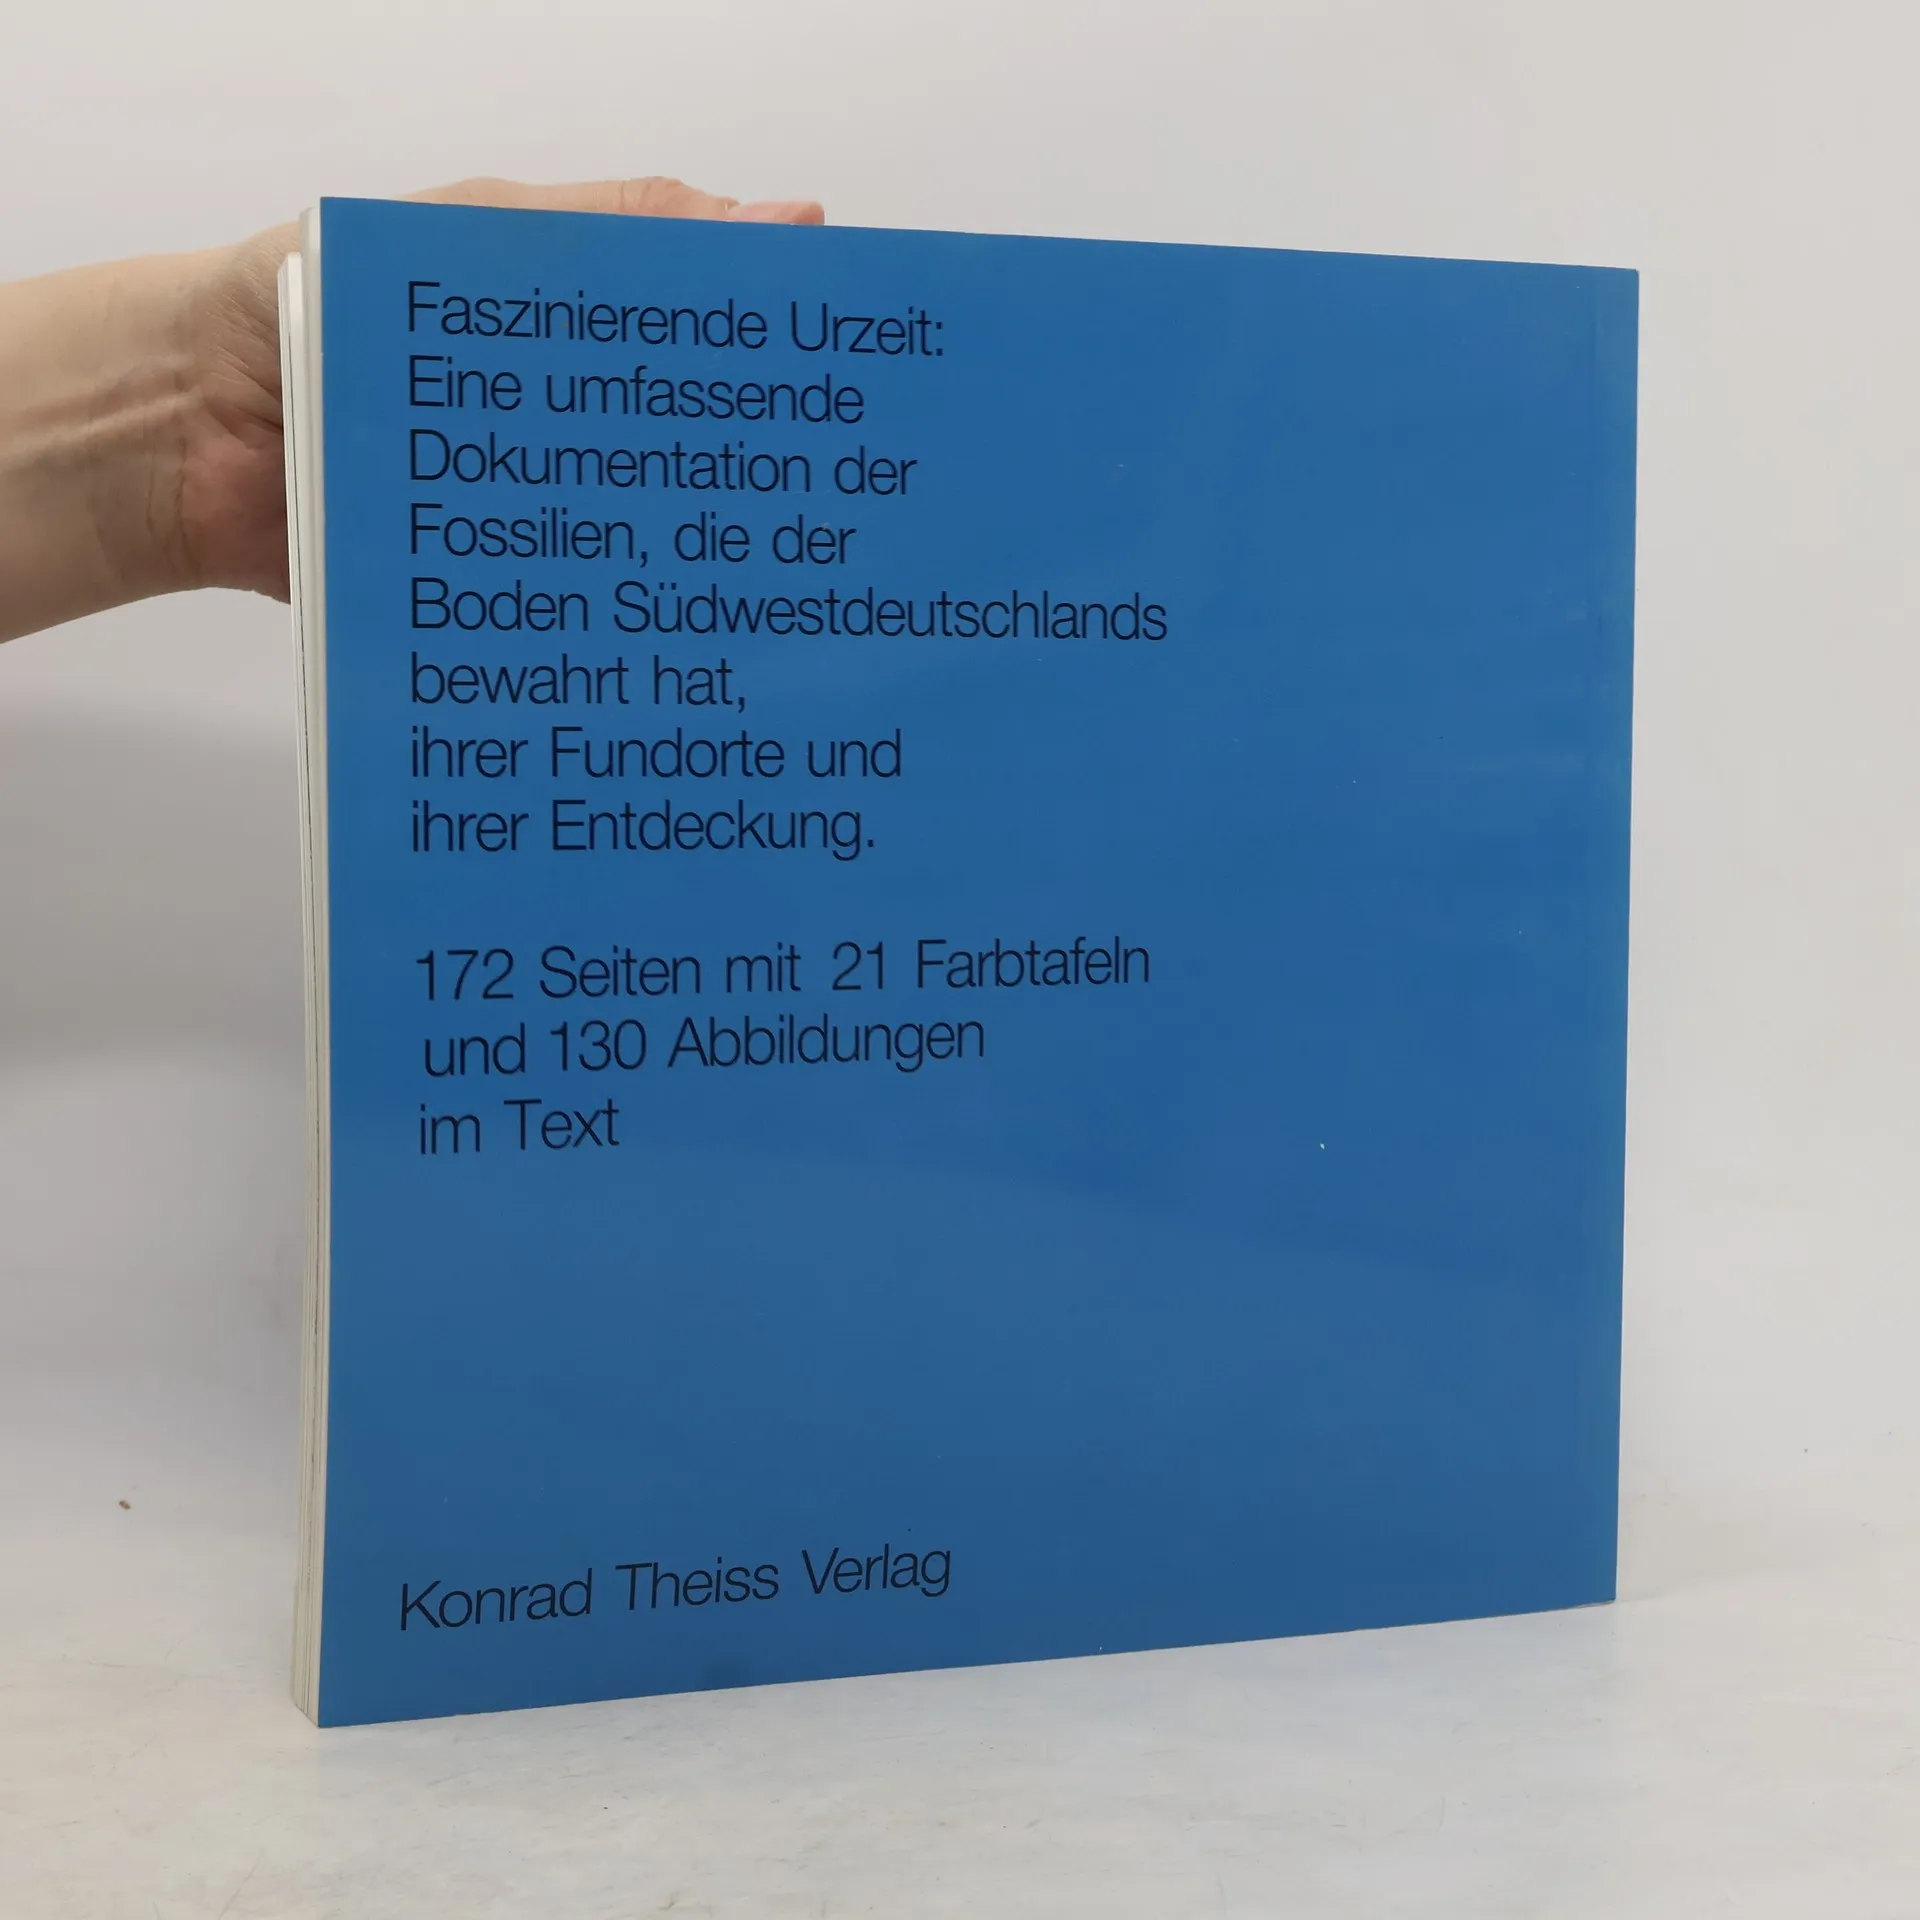 Faszinierende Urzeit:
Eine umfassende
Dokumentation der
Fossilien, die der
Boden Südwestdeutschlands
bewahrt hat,
ihrer Fundorte und
ihrer Entdeckung.
172 Seiten mit 21 Farbtafeln
und 130 Abbildungen
im Text
Konrad Theiss Verlag